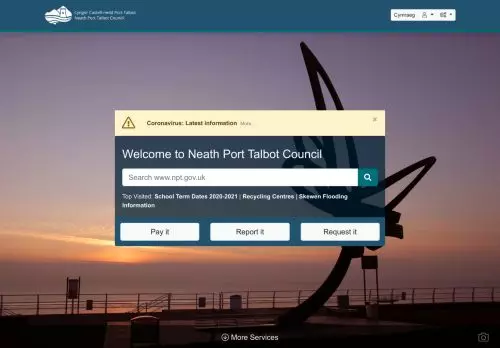 Cyngor Castell-nedd Port Talbot
Neath Port Talbot Council
Cymraeg
Coronavirus: Latest information More.
Welcome to Neath Port Talbot Council
Search www.npt.gov.uk
Top Visited: School Term Dates 2020-2021 | Recycling Centres | Skewen Flooding
Information
Pay it
Report it
Request it
More Services